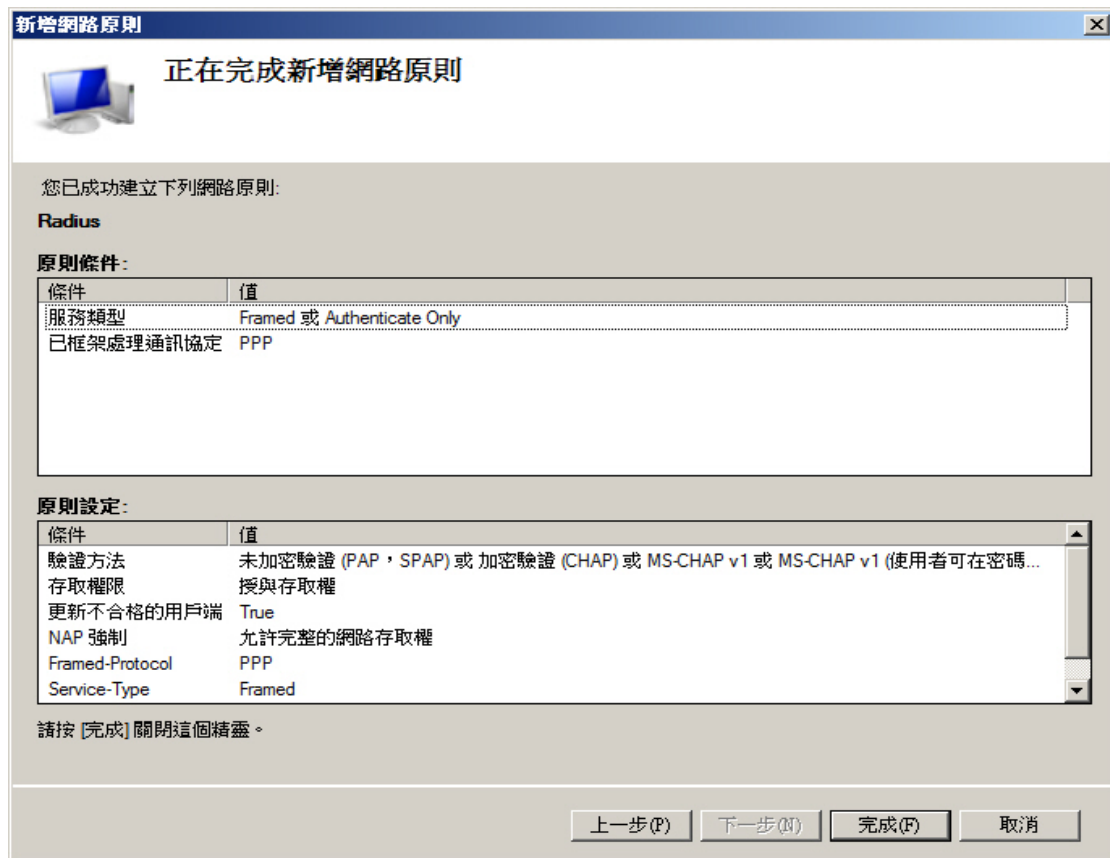 新增網路原則
正在完成新增網路原則
您已成功建立下列網路原則:
Radius
原則條件:
條件 值
服務類型 Framed 或 Authenticate Only
已框架處理通訊協定 PPP
原則設定:
條件 值
驗證方法 未加密驗證 (PAP，SPAP) 或 加密驗證 (CHAP) 或 MS-CHAP v1 或 MS-CHAP v1 (使用者可在密碼...
存取權限 授與存取權
更新不合格的用戶端 True
NAP 強制 允許完整的網路存取權
Framed-Protocol PPP
Service-Type Framed
請按 [完成] 關閉這個精靈。
上一步(P) 下一步(N) 完成(F) 取消